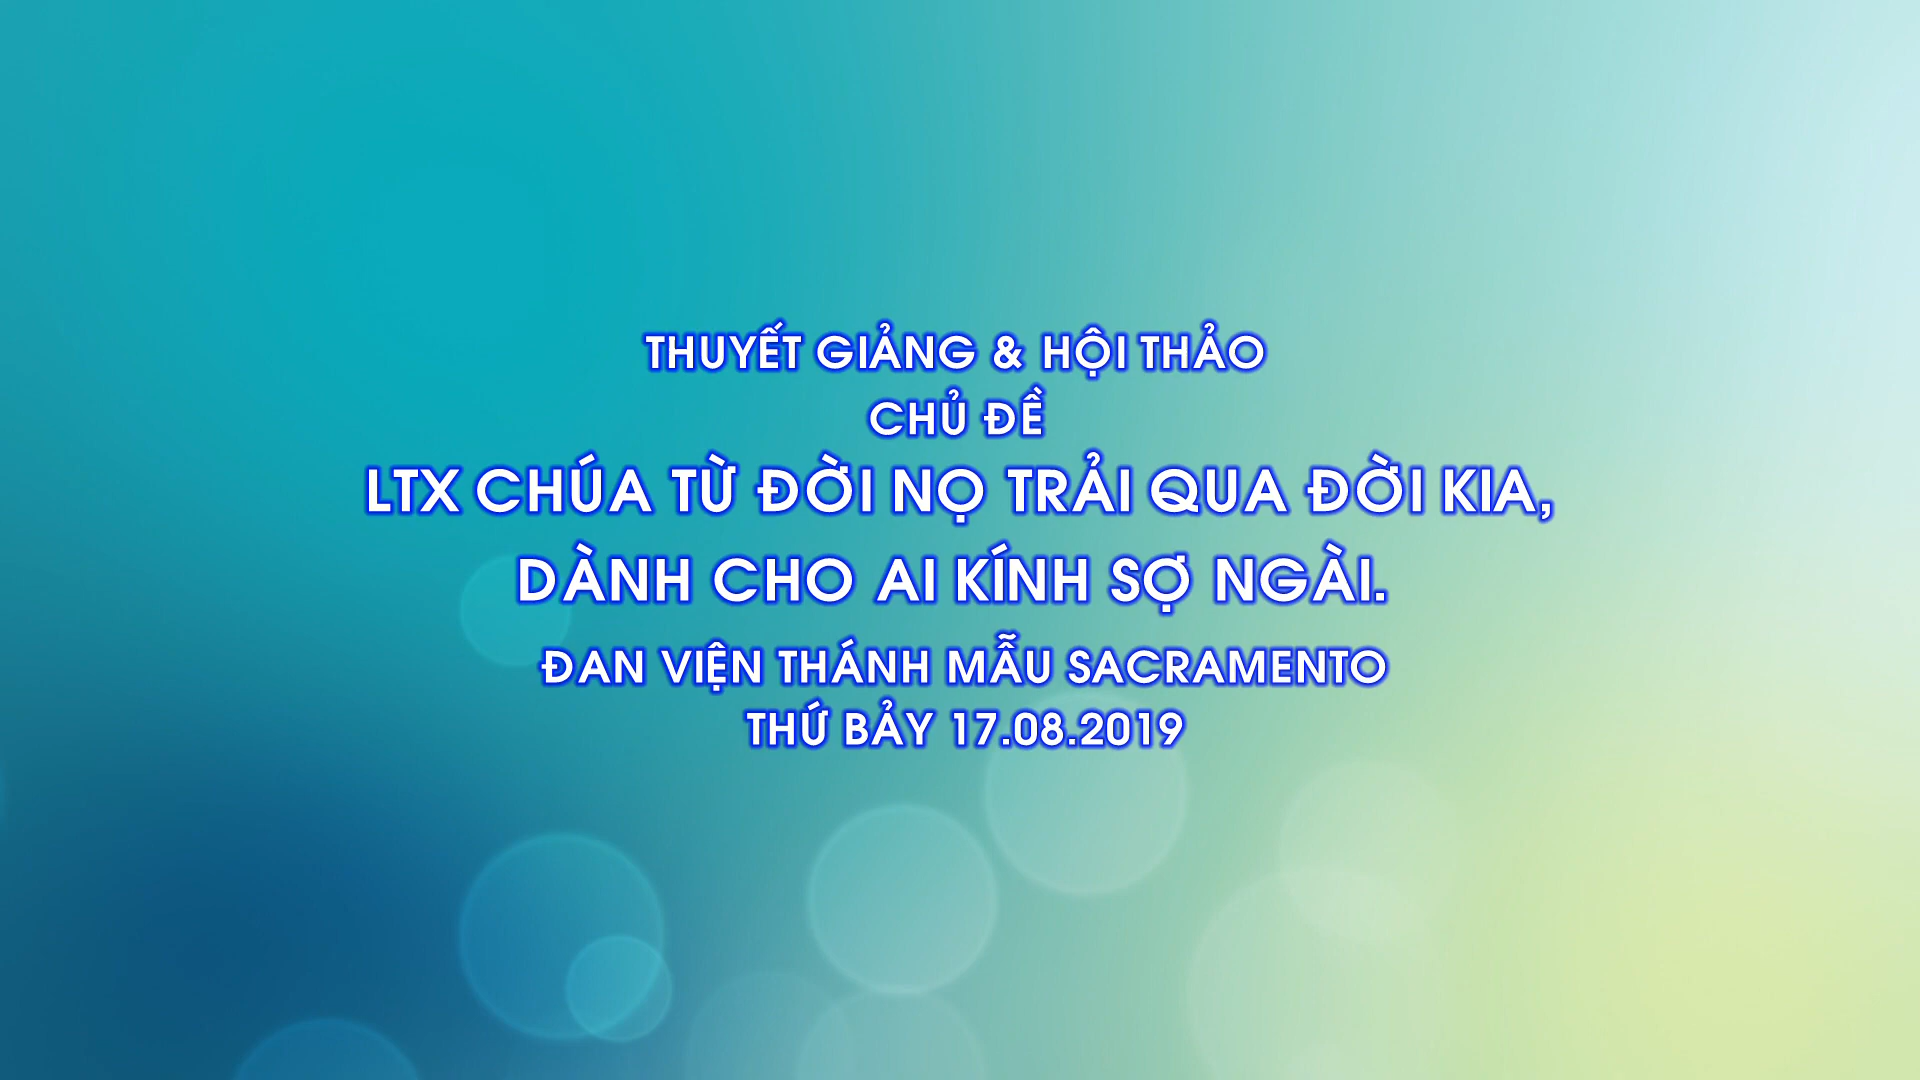 THUYẾT GIẢNG & HỘI THẢO
CHỦ ĐỀ
LTX CHÚA TỪ ĐỜI NỌ TRẢI QUA ĐỜI KIA,
DÀNH CHO AI KÍNH SỢ NGÀI.
ĐAN VIỆN THÁNH MẪU SACRAMENTO
THỨ BẢY 17.08.2019